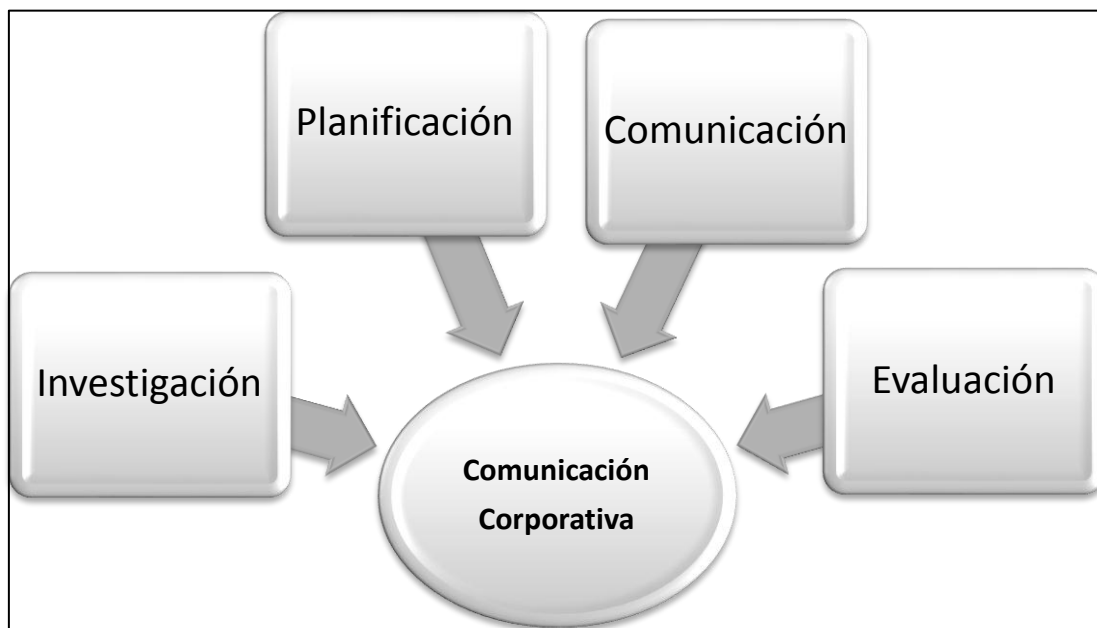 Planificación
Comunicación
Investigación
Evaluación
Comunicación
Corporativa